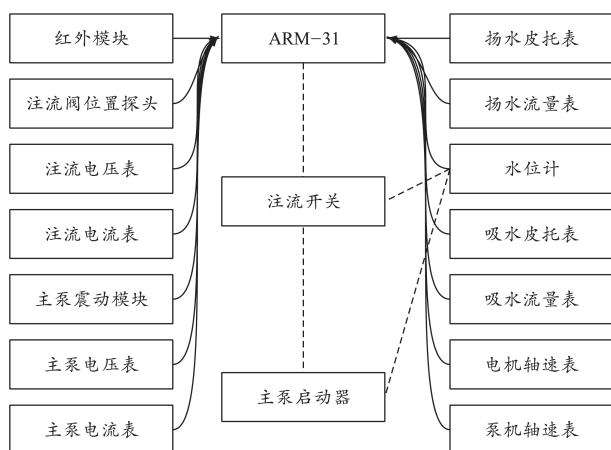 红外模块
ARM-31
扬水皮托表
注流阀位置探头
扬水流量表
注流电压表
水位计
注流开关
注流电流表
吸水皮托表
主泵震动模块
吸水流量表
主泵电压表
电机轴速表
主泵启动器
主泵电流表
泵机轴速表